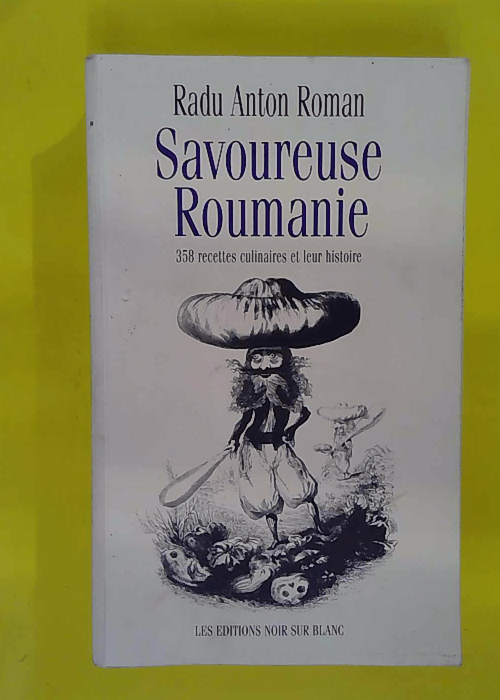 Radu Anton Roman
Savoureuse
Roumanie
358 recettes culinaires et leur histoire
LES EDITIONS NOIR SUR BLANC